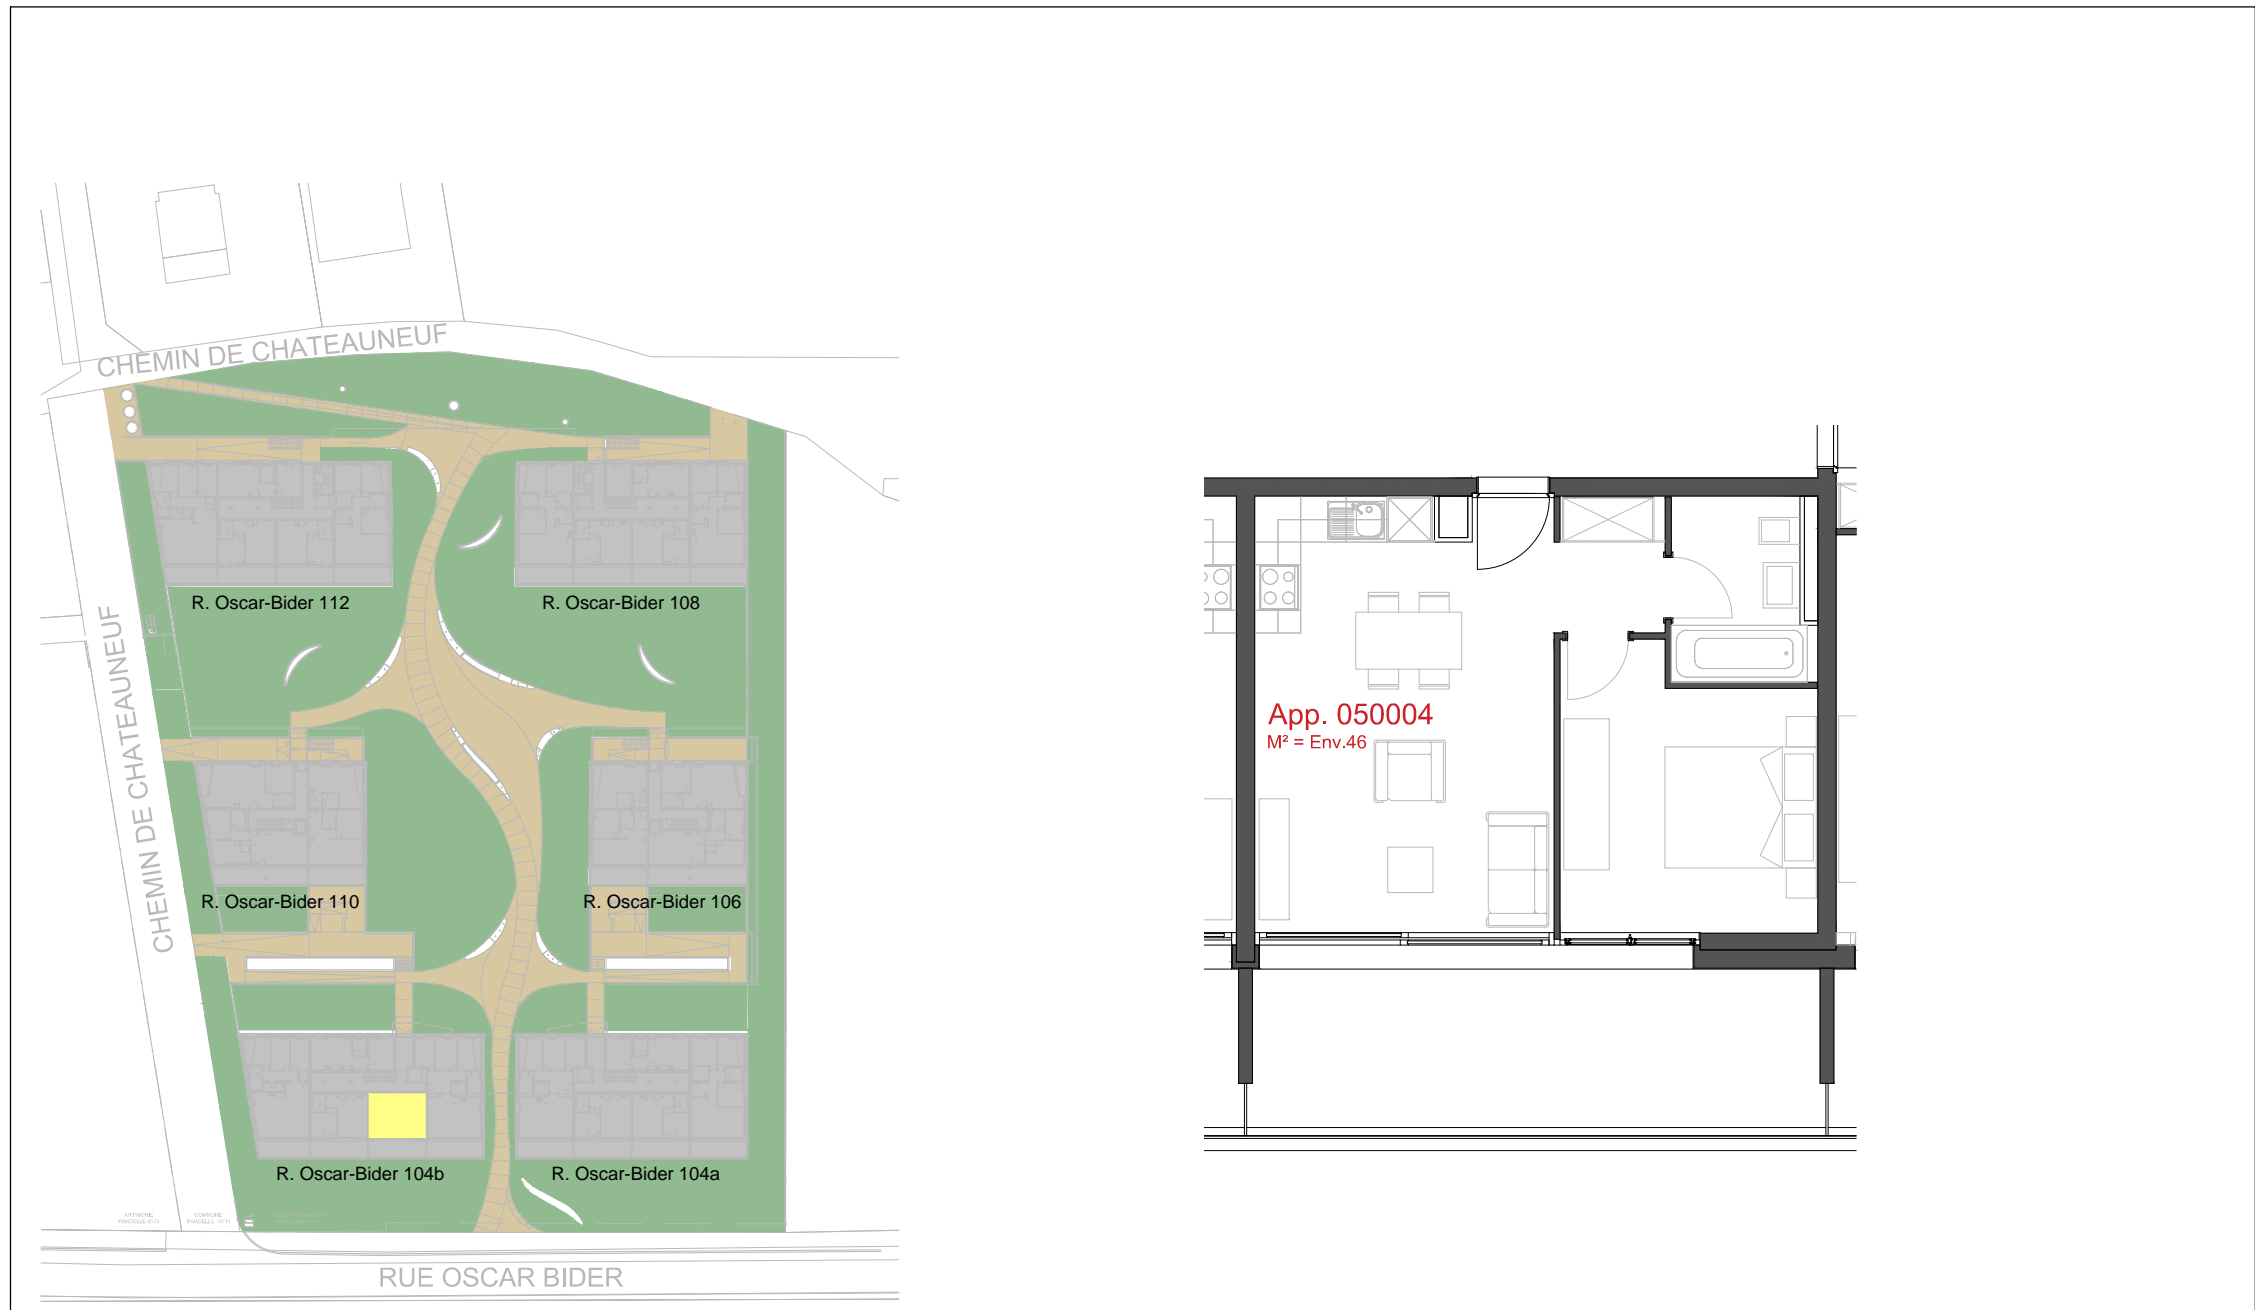 CHEMIN DE CHATEAUNEUF
R. Oscar-Bider 112
R. Oscar-Bider 108
CHEMIN DE CHATEAUNEUF
App. 050004
M² = Env.46
R. Oscar-Bider 110
R. Oscar-Bider 106
R. Oscar-Bider 104b
R. Oscar-Bider 104a
COMMUNE
RUE OSCAR BIDER